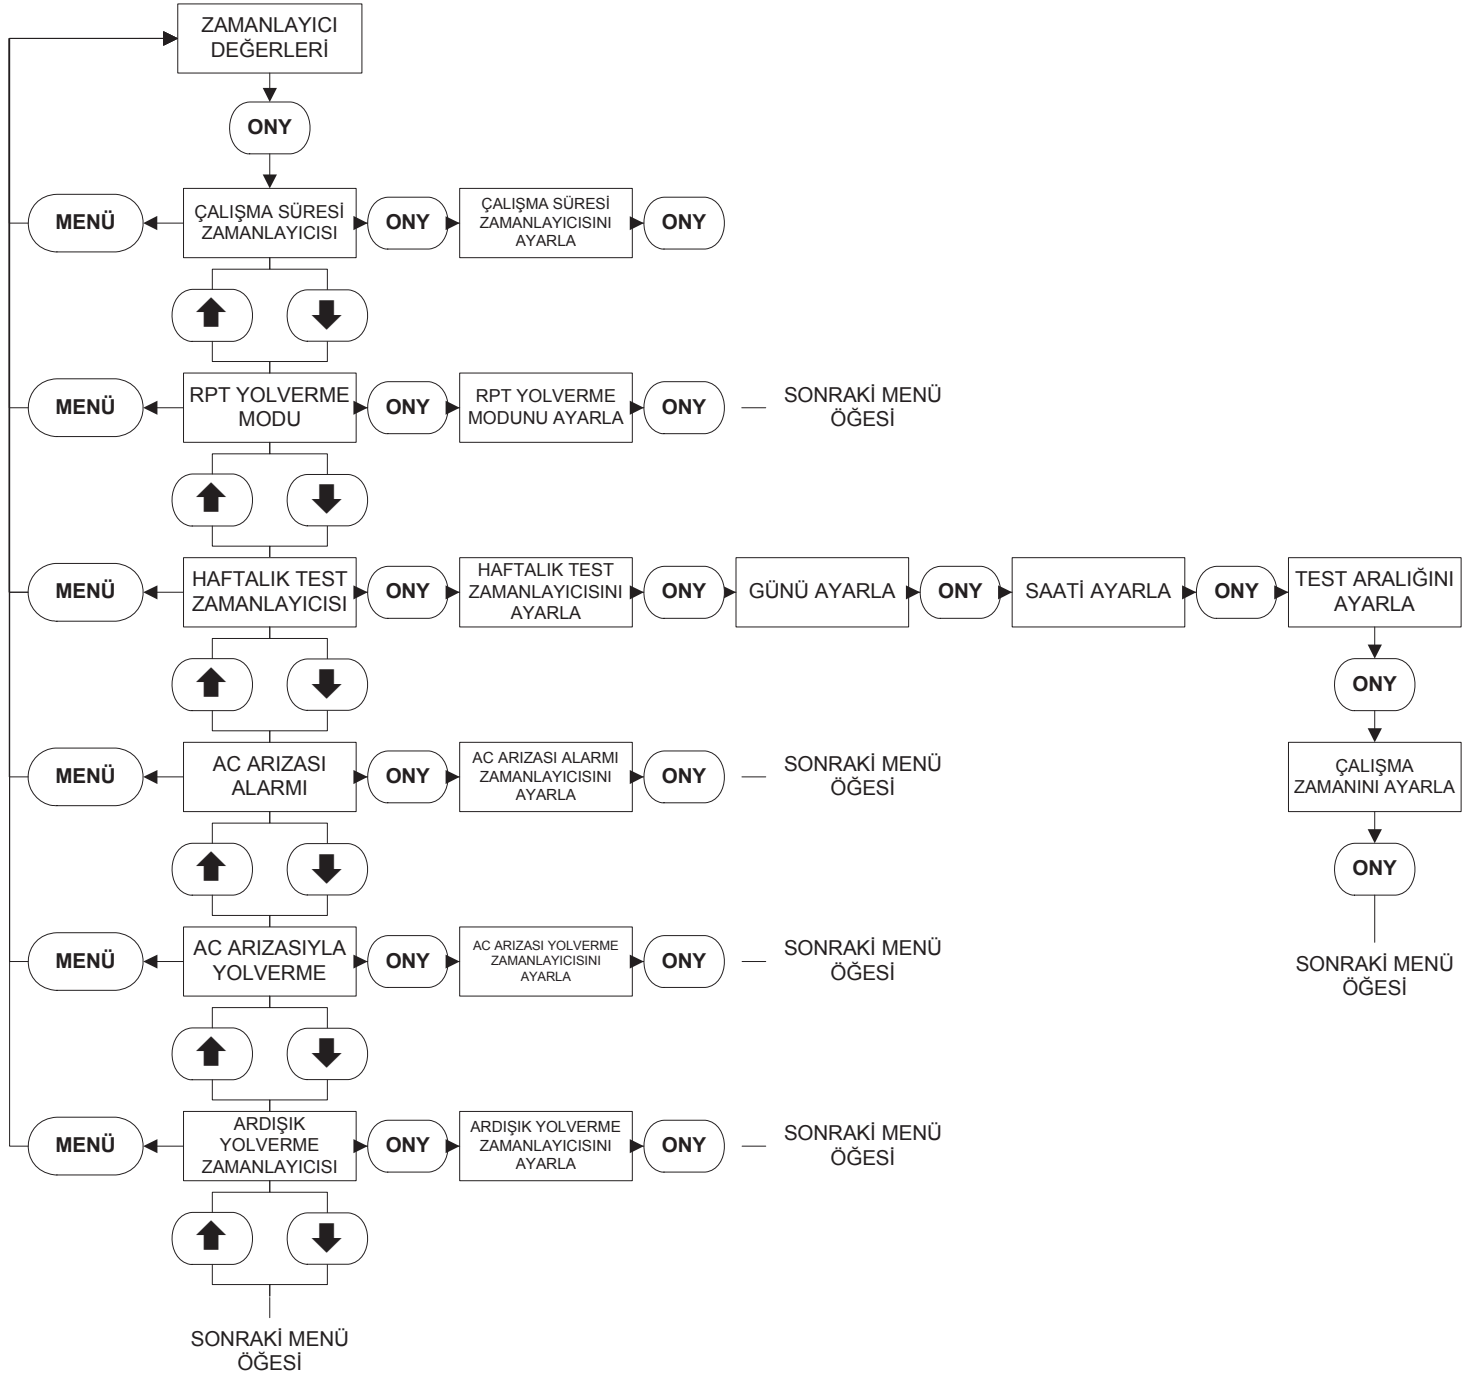 ZAMANLAYICI
DEĞERLERİ
ONY
MENÜ
ÇALIŞMA SÜRESİ
ZAMANLAYICISI
ONY
ÇALIŞMA SÜRESİ
ZAMANLAYICISINI
AYARLA
ONY
MENÜ
RPT YOLVERME
MODU
ONY
RPT YOLVERME
MODUNU AYARLA
ONY
SONRAKİ MENÜ
ÖĞESİ
MENÜ
HAFTALIK TEST
ZAMANLAYICISI
ONY
HAFTALIK TEST
ZAMANLAYICISINI
AYARLA
ONY
GÜNÜ AYARLA
ONY
SAATİ AYARLA
ONY
TEST ARALIĞINI
AYARLA
ONY
ÇALIŞMA
ZAMANINI AYARLA
ONY
SONRAKİ MENÜ
ÖĞESİ
MENÜ
AC ARIZASI
ALARMI
ONY
AC ARIZASI ALARMI
ZAMANLAYICISINI
AYARLA
ONY
SONRAKİ MENÜ
ÖĞESİ
MENÜ
AC ARIZASIYLA
YOLVERME
ONY
AC ARIZASI YOLVERME
ZAMANLAYICISINI
AYARLA
ONY
SONRAKİ MENÜ
ÖĞESİ
MENÜ
ARDIŞIK
YOLVERME
ZAMANLAYICISI
ONY
ARDIŞIK YOLVERME
ZAMANLAYICISINI
AYARLA
ONY
SONRAKİ MENÜ
ÖĞESİ
SONRAKİ MENÜ
ÖĞESİ